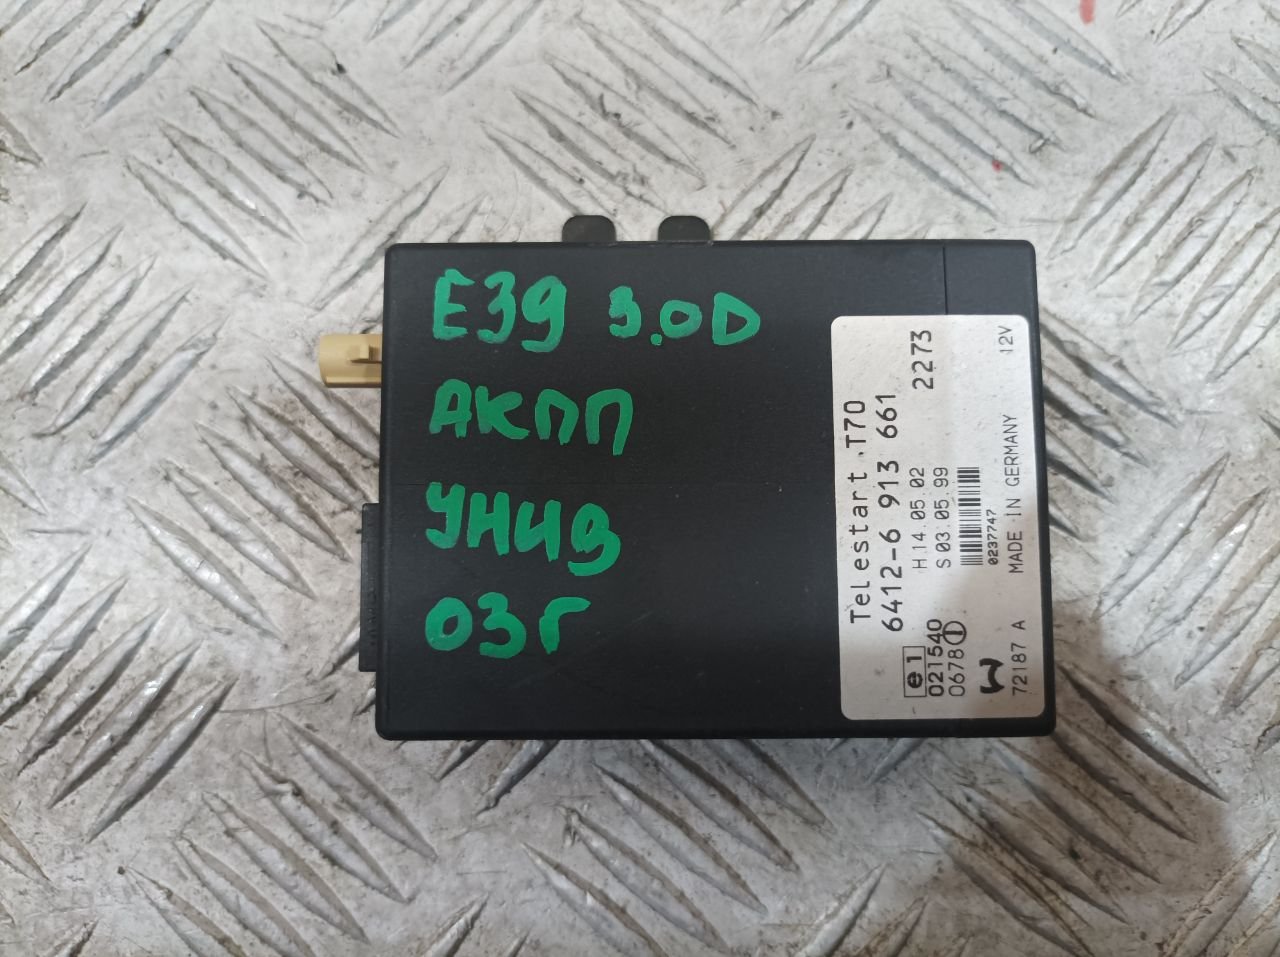 E39 3.0D
АКПП
УНИВ
03г
Telestart T70
6412-6 913 661
2273
H 14.05.02
S 03.05.99
0237747
MADE IN GERMANY
12V
e1
021540
0678 1
W
72187 A